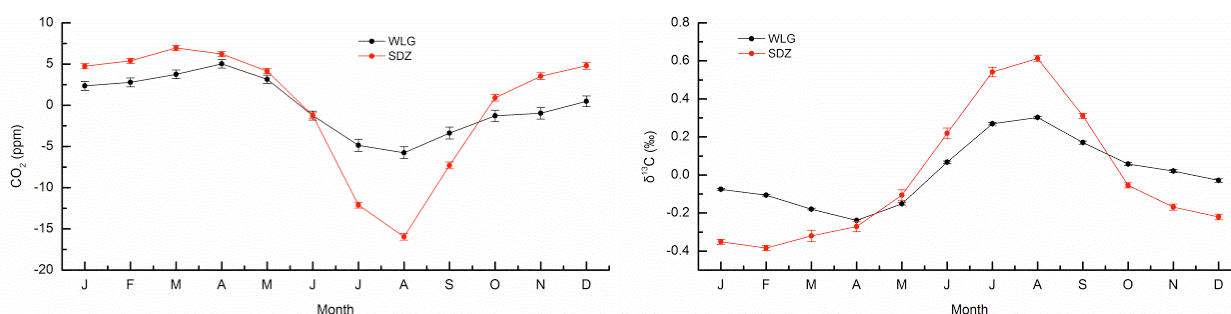 10
5
0
-5
-10
-15
-20
CO2 (ppm)
WLG
SDZ
J F M A M J J A S O N D
Month
0.8
0.6
0.4
0.2
0.0
-0.2
-0.4
δ13C (‰)
WLG
SDZ
J F M A M J J A S O N D
Month